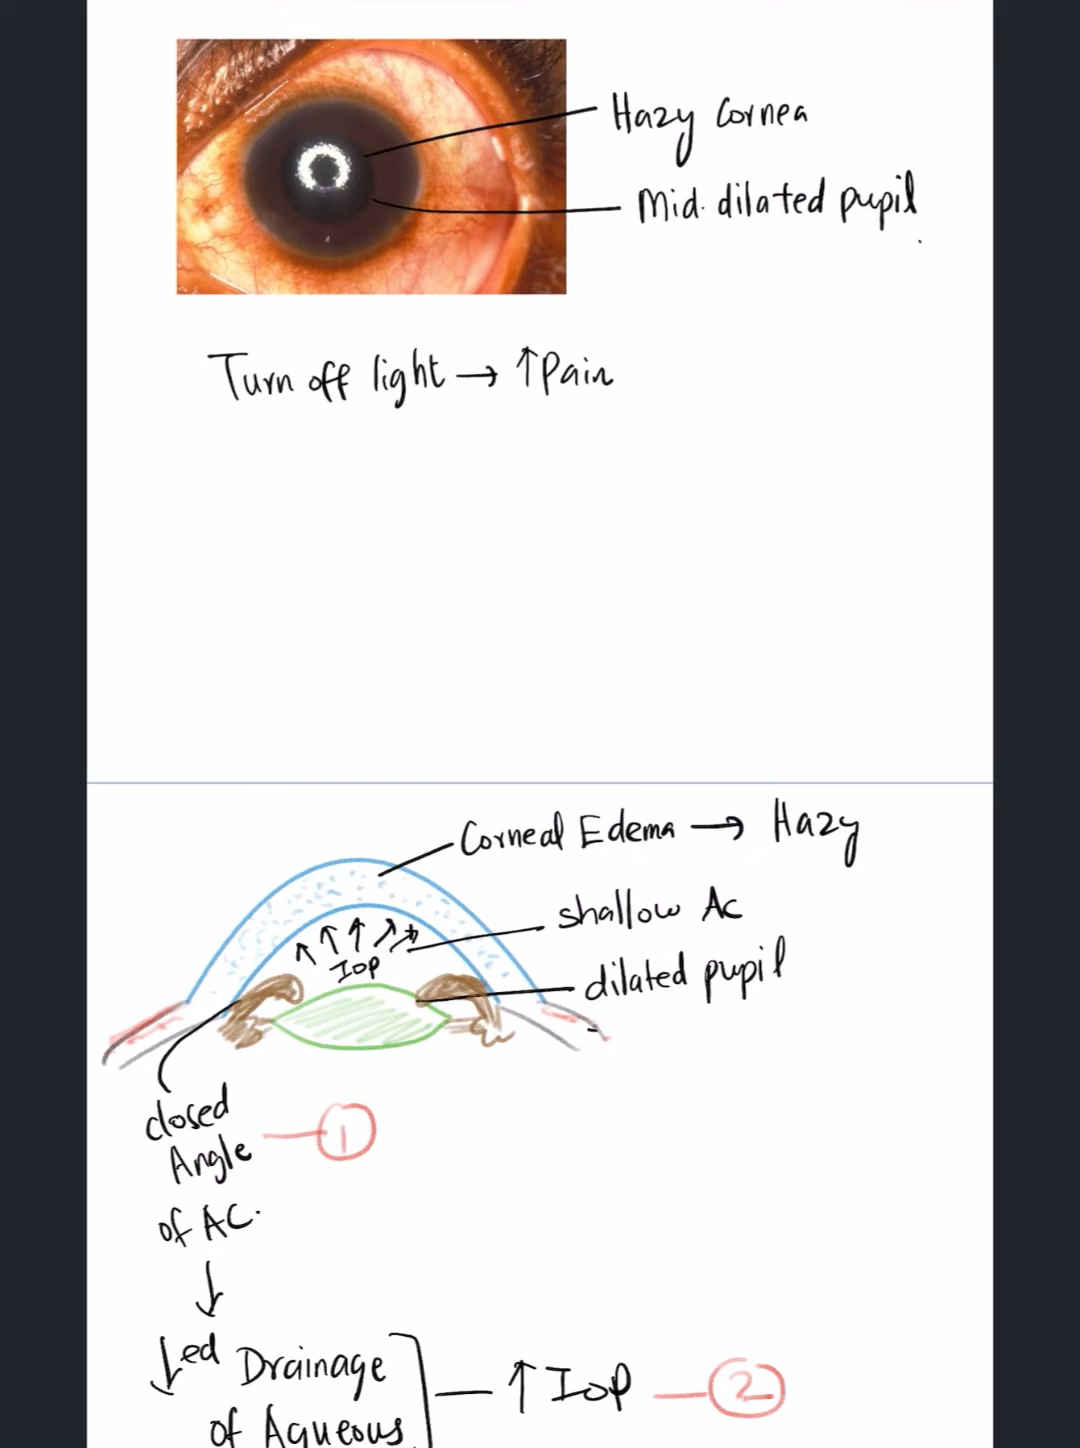 Hazy Cornea
Mid. dilated pupil
Turn off light → ↑Pain
Corneal Edema → Hazy
shallow Ac
IOP
dilated pupil
closed
Angle
1
of AC.
↓
↓ed Drainage
of Aqueous
↑ IOP
2